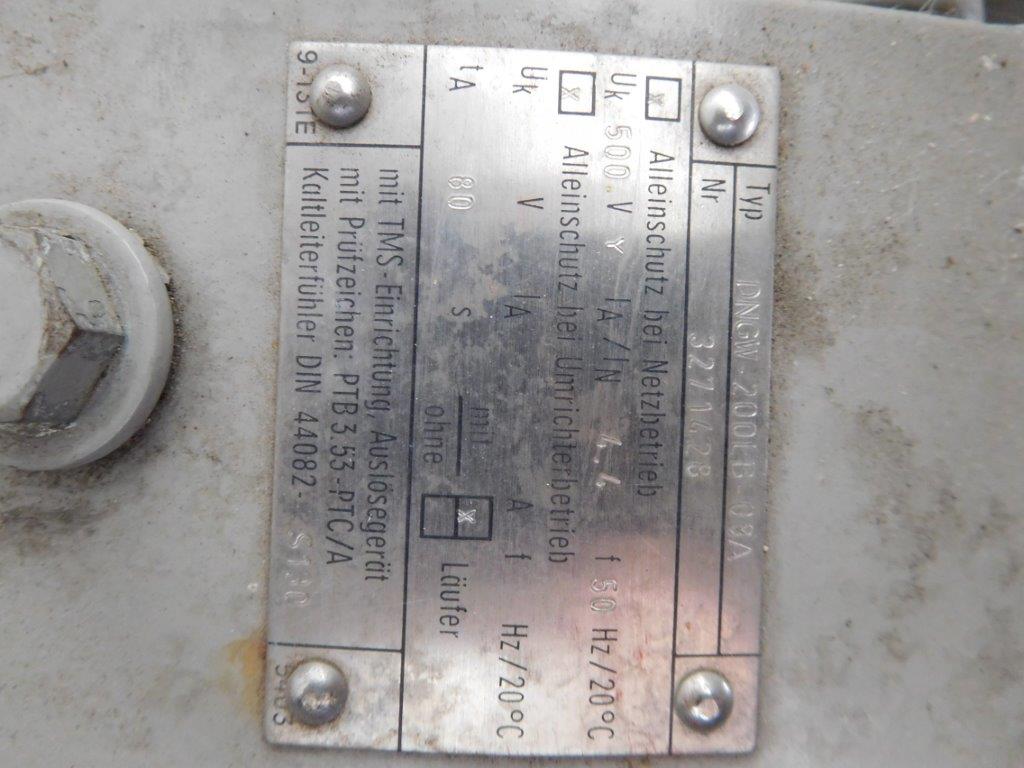 Typ DNGW-200LB-03A
Nr. 3271428
[x] Alleinschutz bei Netzbetrieb
Uk 500 V Y IA/IN 4.4 f 50 Hz/20°C
[x] Alleinschutz bei Umrichterbetrieb
Uk V IA A f Hz/20°C
tA 80 s mit [x] Läufer
ohne
mit TMS-Einrichtung, Auslösegerät
mit Prüfzeichen: PTB 3.53-PTC/A
Kaltleiterfühler DIN 44082- S130